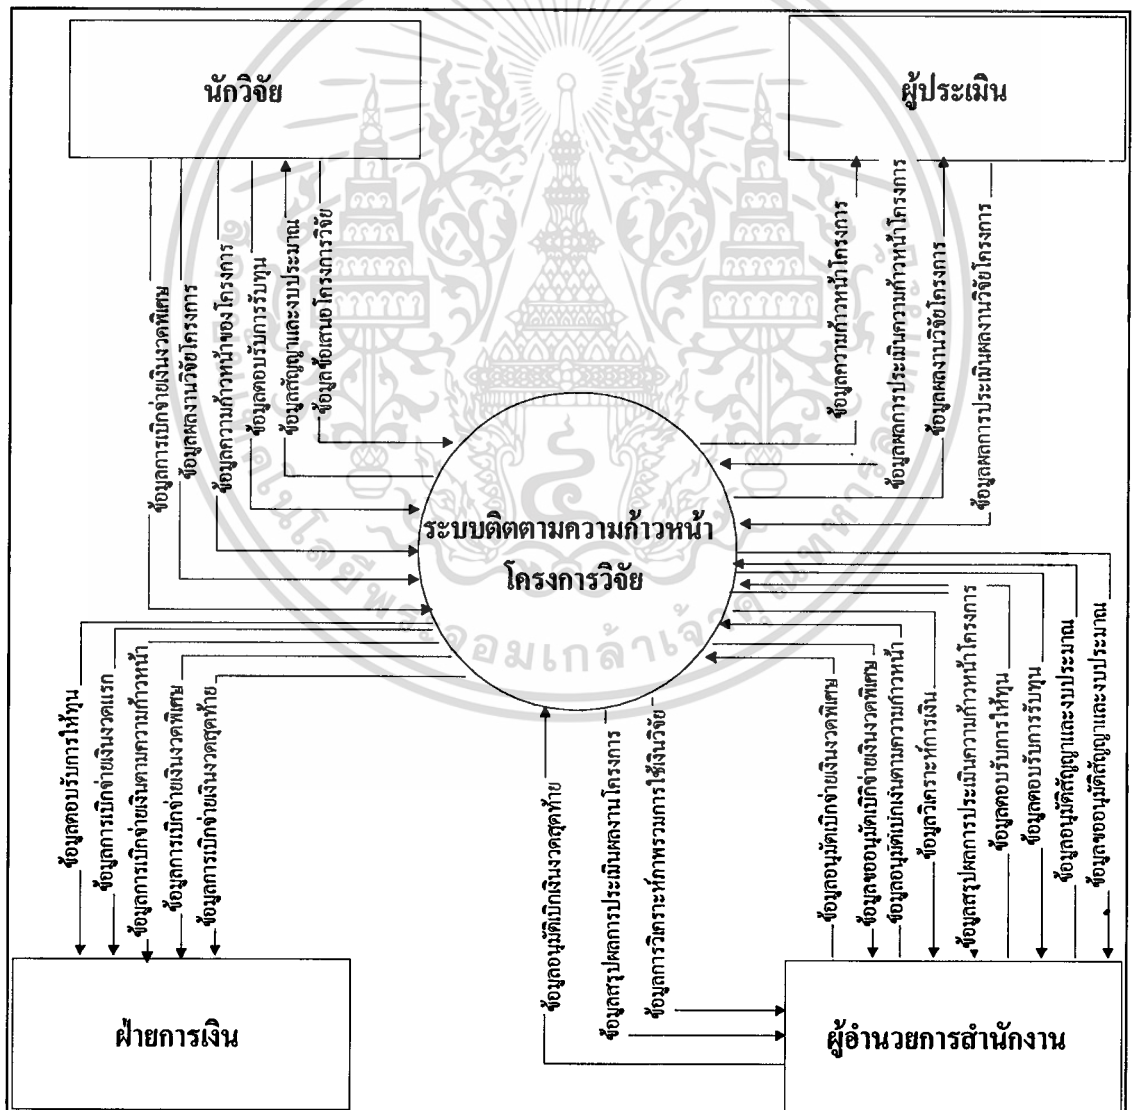 นักวิจัย
ผู้ประเมิน
ข้อมูลการเบิกจ่ายเงินงวดพิเศษ
ข้อมูลผลงานวิจัยโครงการ
ข้อมูลความก้าวหน้าของโครงการ
ข้อมูลตอบรับการรับทุน
ข้อมูลสัญญาและงบประมาณ
ข้อมูลข้อเสนอโครงการวิจัย
ข้อมูลความก้าวหน้าโครงการ
ข้อมูลผลการประเมินความก้าวหน้าโครงการ
ข้อมูลผลงานวิจัยโครงการ
ข้อมูลผลการประเมินผลงานวิจัยโครงการ
ระบบติดตามความก้าวหน้า
โครงการวิจัย
ข้อมูลตอบรับการให้ทุน
ข้อมูลการเบิกจ่ายเงินงวดแรก
ข้อมูลการเบิกจ่ายเงินตามความก้าวหน้า
ข้อมูลการเบิกจ่ายเงินงวดพิเศษ
ข้อมูลการเบิกจ่ายเงินงวดสุดท้าย
ข้อมูลอนุมัติเบิกเงินงวดสุดท้าย
ข้อมูลสรุปผลการประเมินผลงานโครงการ
ข้อมูลการวิเคราะห์ภาพรวมการใช้เงินวิจัย
ข้อมูลอนุมัติเบิกจ่ายเงินงวดพิเศษ
ข้อมูลขออนุมัติเบิกจ่ายเงินงวดพิเศษ
ข้อมูลอนุมัติเบิกเงินตามความก้าวหน้า
ข้อมูลวิเคราะห์การเงิน
ข้อมูลสรุปผลการประเมินความก้าวหน้าโครงการ
ข้อมูลตอบรับการให้ทุน
ข้อมูลตอบรับการรับทุน
ข้อมูลอนุมัติสัญญาและงบประมาณ
ข้อมูลขออนุมัติสัญญาและงบประมาณ
ฝ่ายการเงิน
ผู้อำนวยการสำนักงาน